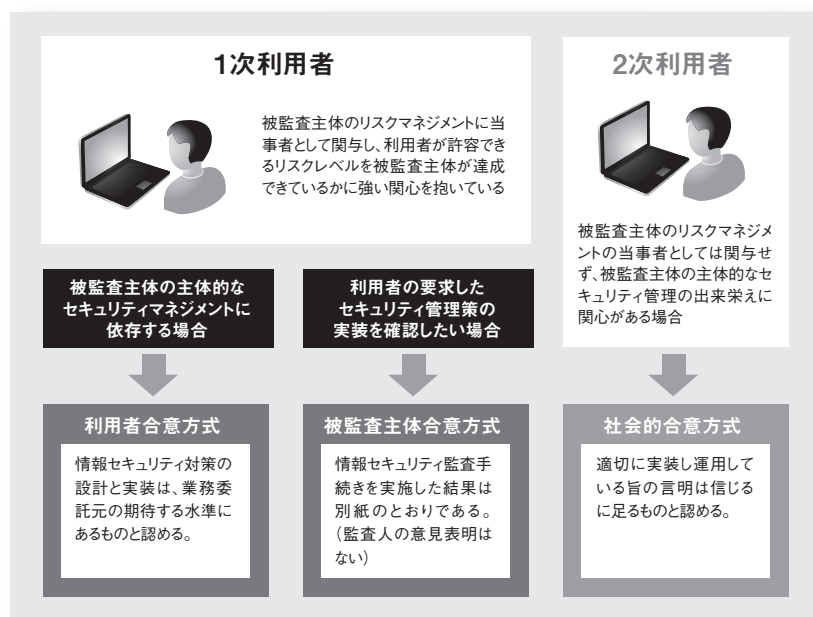 1次利用者
被監査主体のリスクマネジメントに当
事者として関与し、利用者が許容でき
るリスクレベルを被監査主体が達成
できているかに強い関心を抱いている
2次利用者
被監査主体のリスクマネジメ
ントの当事者としては関与せ
ず、被監査主体の主体的なセ
キュリティ管理の出来栄えに
関心がある場合
被監査主体の主体的な
セキュリティマネジメントに
依存する場合
利用者の要求した
セキュリティ管理策の
実装を確認したい場合
利用者合意方式
情報セキュリティ対策の
設計と実装は、業務委
託元の期待する水準に
あるものと認める。
被監査主体合意方式
情報セキュリティ監査手
続きを実施した結果は
別紙のとおりである。
(監査人の意見表明は
ない)
社会的合意方式
適切に実装し運用して
いる旨の言明は信じる
に足るものと認める。